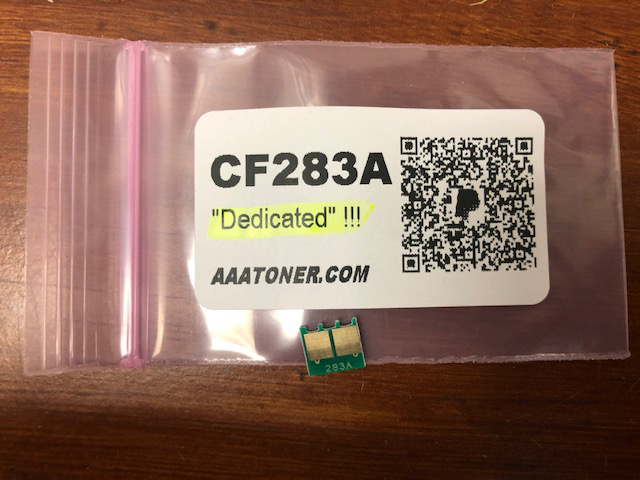 CF283A
"Dedicated" !!!
AAATONER.COM
283A